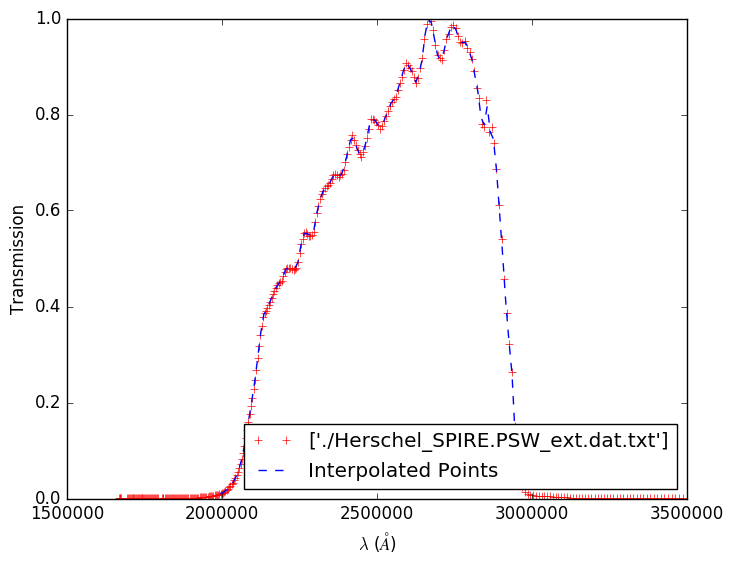 1.0
0.8
0.6
0.4
0.2
0.0
Transmission
['./Herschel_SPIRE.PSW_ext.dat.txt']
Interpolated Points
1500000 2000000 2500000 3000000 3500000
λ (Å)